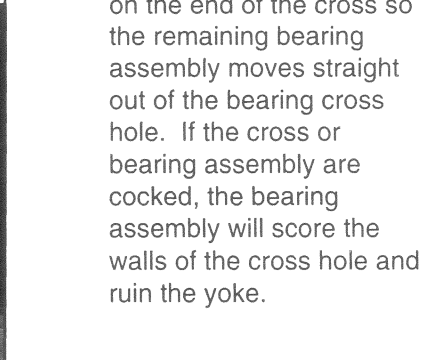 on the end of the cross so
the remaining bearing
assembly moves straight
out of the bearing cross
hole. If the cross or
bearing assembly are
cocked, the bearing
assembly will score the
walls of the cross hole and
ruin the yoke.